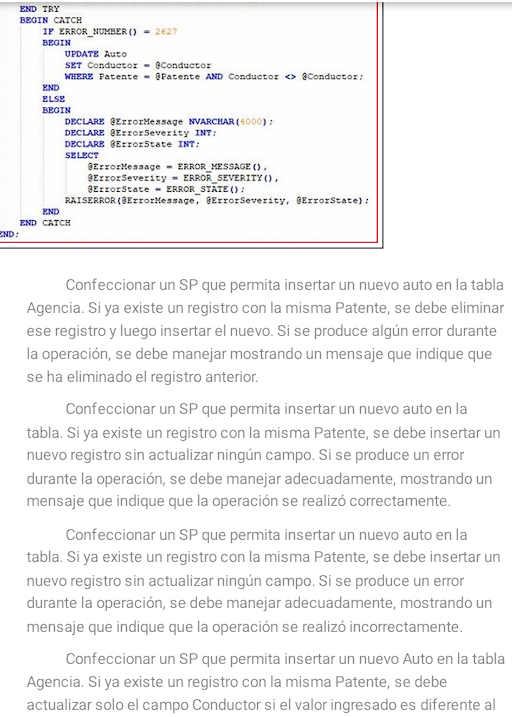 END TRY
BEGIN CATCH
IF ERROR_NUMBER() = 2627
BEGIN
UPDATE Auto
SET Conductor = @Conductor
WHERE Patente = @Patente AND Conductor <> @Conductor;
END
ELSE
BEGIN
DECLARE @ErrorMessage NVARCHAR(4000);
DECLARE @ErrorSeverity INT;
DECLARE @ErrorState INT;
SELECT
@ErrorMessage = ERROR_MESSAGE(),
@ErrorSeverity = ERROR_SEVERITY(),
@ErrorState = ERROR_STATE();
RAISERROR(@ErrorMessage, @ErrorSeverity, @ErrorState);
END
END CATCH
END;
Confeccionar un SP que permita insertar un nuevo auto en la tabla
Agencia. Si ya existe un registro con la misma Patente, se debe eliminar
ese registro y luego insertar el nuevo. Si se produce algún error durante
la operación, se debe manejar mostrando un mensaje que indique que
se ha eliminado el registro anterior.
Confeccionar un SP que permita insertar un nuevo auto en la
tabla. Si ya existe un registro con la misma Patente, se debe insertar un
nuevo registro sin actualizar ningún campo. Si se produce un error
durante la operación, se debe manejar adecuadamente, mostrando un
mensaje que indique que la operación se realizó correctamente.
Confeccionar un SP que permita insertar un nuevo auto en la
tabla. Si ya existe un registro con la misma Patente, se debe insertar un
nuevo registro sin actualizar ningún campo. Si se produce un error
durante la operación, se debe manejar adecuadamente, mostrando un
mensaje que indique que la operación se realizó incorrectamente.
Confeccionar un SP que permita insertar un nuevo Auto en la tabla
Agencia. Si ya existe un registro con la misma Patente, se debe
actualizar solo el campo Conductor si el valor ingresado es diferente al